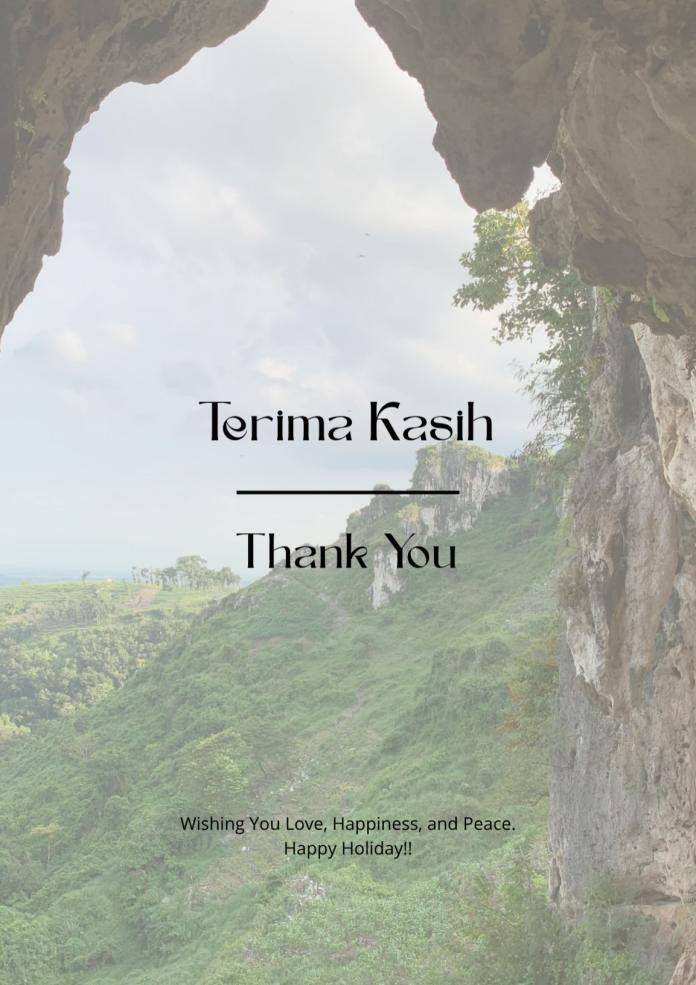 Terima Kasih
Thank You
Wishing You Love, Happiness, and Peace.
Happy Holiday!!